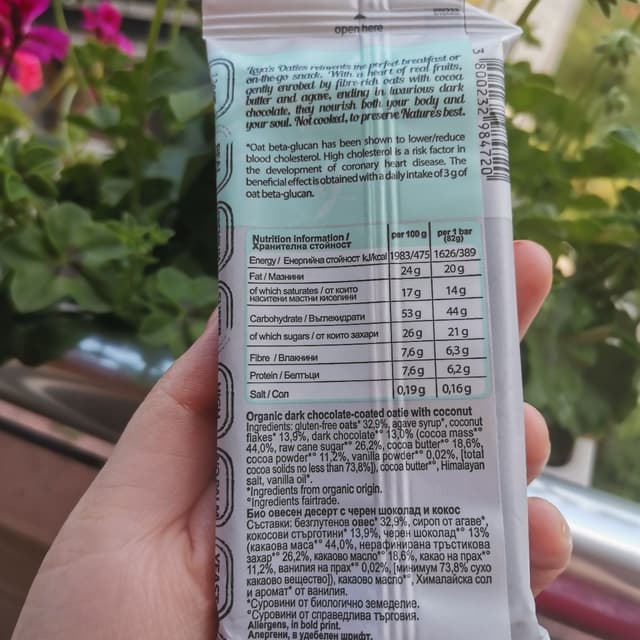 open here
Roya's Oaties reinvents the perfect breakfast or
on-the-go snack. With a heart of real fruits,
gently enrobed by fibre-rich oats with cocoa
butter and agave, ending in luxurious dark
chocolate, they nourish both your body and
your soul. Not cooked, to preserve Nature's best.
*Oat beta-glucan has been shown to lower/reduce
blood cholesterol. High cholesterol is a risk factor in
the development of coronary heart disease. The
beneficial effect is obtained with a daily intake of 3 g of
oat beta-glucan.
3 800232 984720
Nutrition information / Хранителна стойност per 100 g per 1 bar (82g)
Energy / Енергийна стойност kJ/kcal 1983/475 1626/389
Fat / Мазнини 24 g 20 g
of which saturates / от които наситени мастни киселини 17 g 14 g
Carbohydrate / Въглехидрати 53 g 44 g
of which sugars / от които захари 26 g 21 g
Fibre / Влакнини 7,6 g 6,3 g
Protein / Белтъци 7,6 g 6,2 g
Salt / Сол 0,19 g 0,16 g
Organic dark chocolate-coated oatie with coconut
Ingredients: gluten-free oats* 32,9%, agave syrup*, coconut
flakes* 13,9%, dark chocolate*° 13,0% (cocoa mass*°
44,0%, raw cane sugar*° 26,2%, cocoa butter*° 18,6%,
cocoa powder*° 11,2%, vanilla powder*° 0,02%, [total
cocoa solids no less than 73,8%]), cocoa butter*°, Himalayan
salt, vanilla oil*.
*Ingredients from organic origin.
°Ingredients fairtrade.
Био овесен десерт с черен шоколад и кокос
Съставки: безглутенов овес* 32,9%, сироп от агаве*,
кокосови стърготини* 13,9%, черен шоколад*° 13%
(какаова маса*° 44,0%, нерафинирана тръстикова
захар*° 26,2%, какаово масло*° 18,6%, какао на прах*°
11,2%, ванилия на прах*° 0,02%, [минимум 73,8% сухо
какаово вещество]), какаово масло*°, Хималайска сол
и аромат* от ванилия.
*Суровини от биологично земеделие.
°Суровини от справедлива търговия.
Allergens, in bold print.
Алергени, в удебелен шрифт.